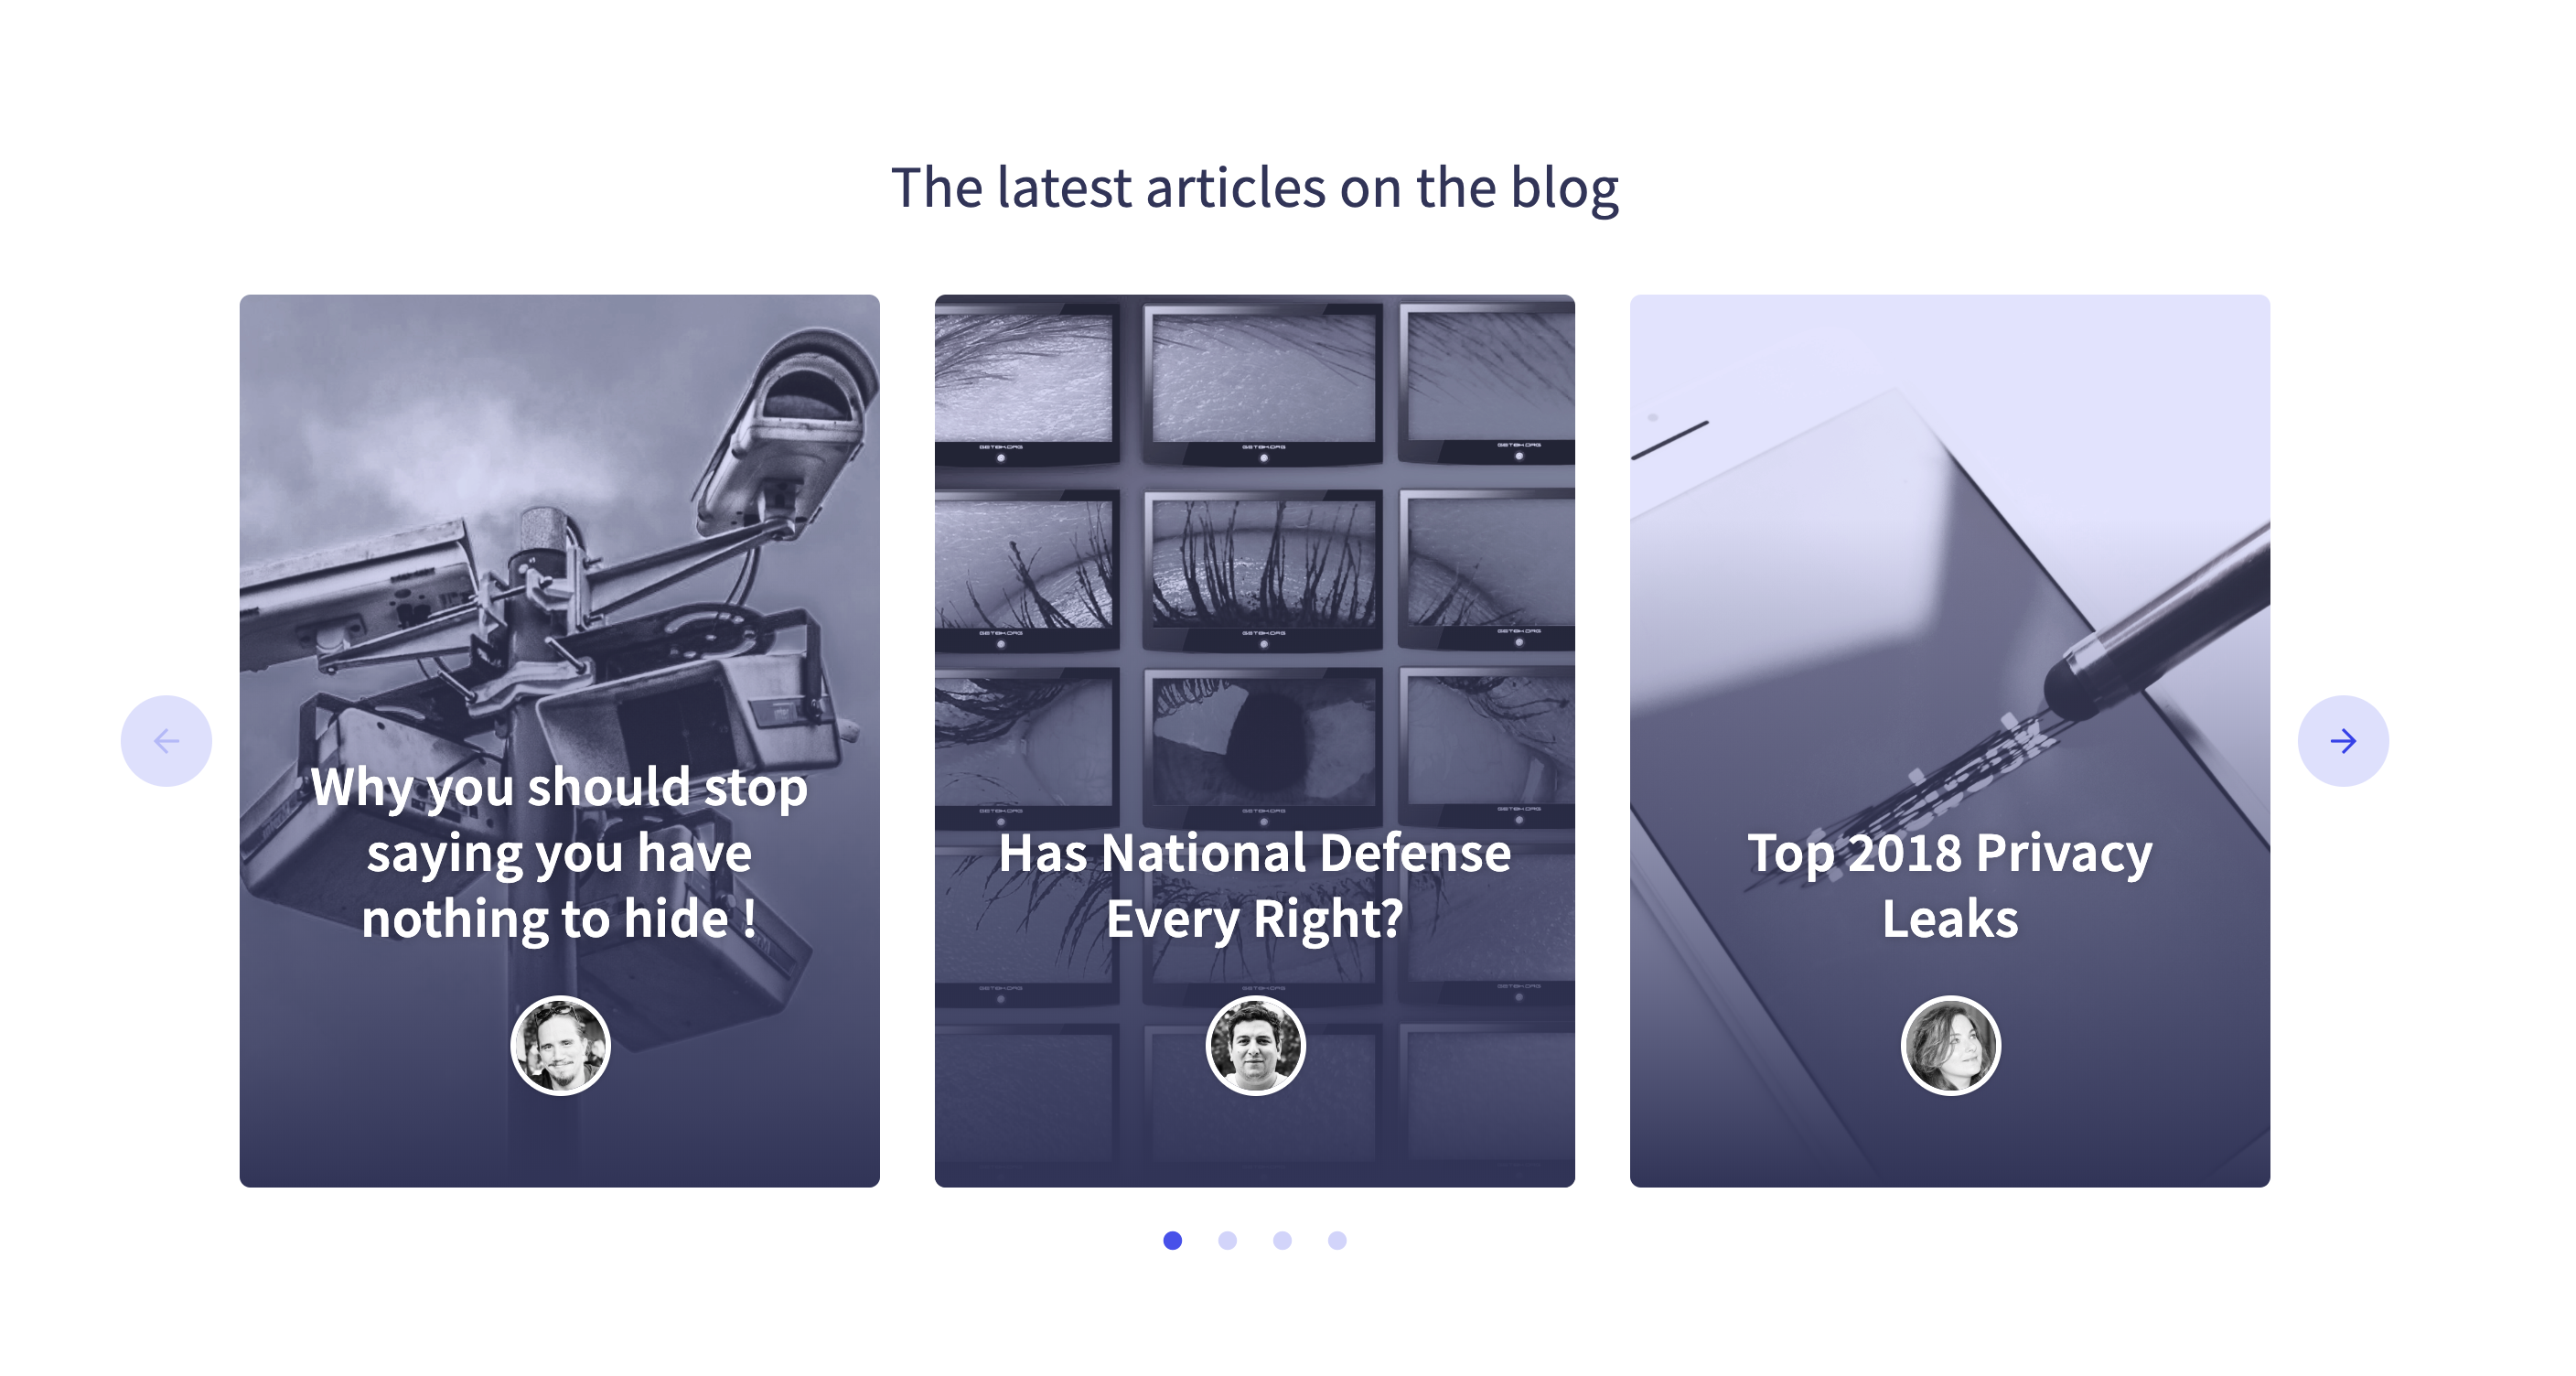 The latest articles on the blog
Why you should stop
saying you have
nothing to hide !
Has National Defense
Every Right?
Top 2018 Privacy
Leaks